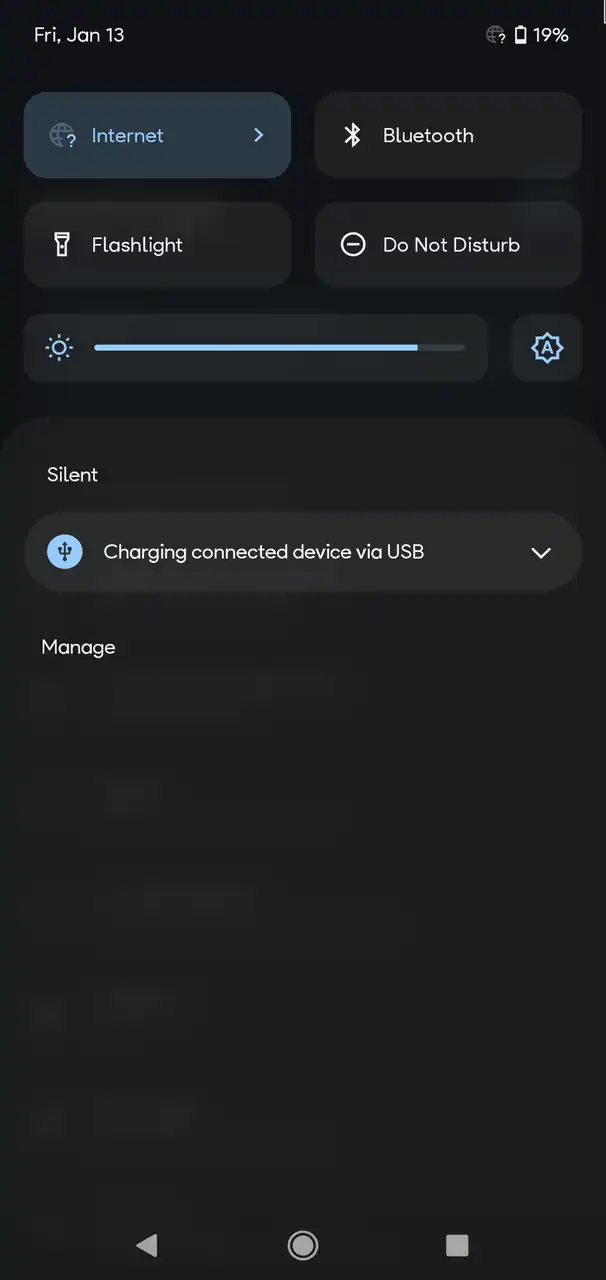 Fri, Jan 13
19%
Internet
Bluetooth
Flashlight
Do Not Disturb
Silent
Charging connected device via USB
Manage